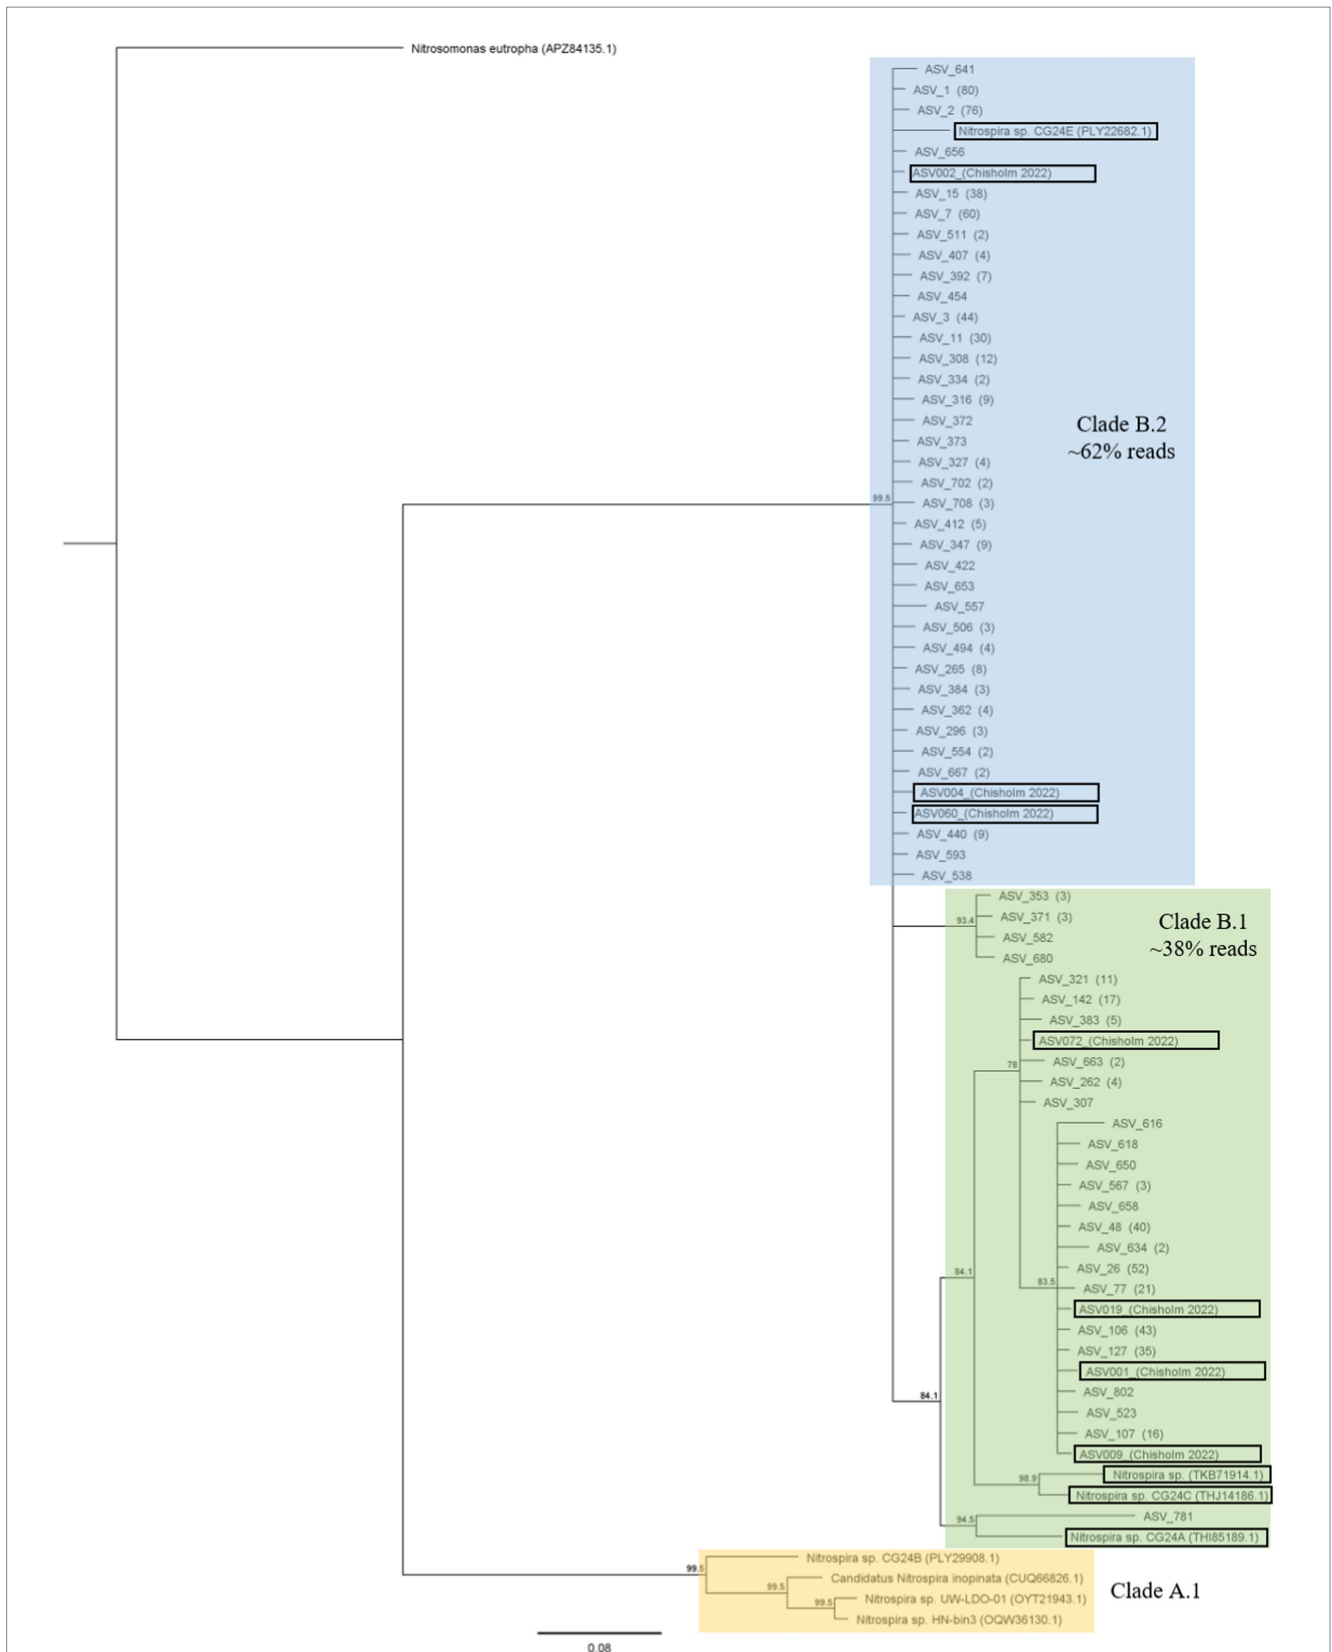 Nitrosomonas eutropha (APZ84135.1)
ASV_641
ASV_1 (80)
ASV_2 (76)
Nitrospira sp. CG24E (PLY22682.1)
ASV_656
ASV002_(Chisholm 2022)
ASV_15 (38)
ASV_7 (60)
ASV_511 (2)
ASV_407 (4)
ASV_392 (7)
ASV_454
ASV_3 (44)
ASV_11 (30)
ASV_308 (12)
ASV_334 (2)
ASV_316 (9)
ASV_372
ASV_373
ASV_327 (4)
ASV_702 (2)
ASV_708 (3)
ASV_412 (5)
ASV_347 (9)
ASV_422
ASV_653
ASV_557
ASV_506 (3)
ASV_494 (4)
ASV_265 (8)
ASV_384 (3)
ASV_362 (4)
ASV_296 (3)
ASV_554 (2)
ASV_667 (2)
ASV004_(Chisholm 2022)
ASV060_(Chisholm 2022)
ASV_440 (9)
ASV_593
ASV_538
Clade B.2
~62% reads
99.5
ASV_353 (3)
ASV_371 (3)
ASV_582
ASV_680
93.4
Clade B.1
~38% reads
ASV_321 (11)
ASV_142 (17)
ASV_383 (5)
ASV072_(Chisholm 2022)
ASV_663 (2)
78
ASV_262 (4)
ASV_307
ASV_616
ASV_618
ASV_650
ASV_567 (3)
ASV_658
ASV_48 (40)
ASV_634 (2)
ASV_26 (52)
84.1
83.5
ASV_77 (21)
ASV019_(Chisholm 2022)
ASV_106 (43)
ASV_127 (35)
ASV001_(Chisholm 2022)
ASV_802
84.1
ASV_523
ASV_107 (16)
ASV009_(Chisholm 2022)
Nitrospira sp. (TKB71914.1)
98.9
Nitrospira sp. CG24C (THJ14186.1)
ASV_781
94.5
Nitrospira sp. CG24A (THI85189.1)
Nitrospira sp. CG24B (PLY29908.1)
99.5
Candidatus Nitrospira inopinata (CUQ66826.1)
99.5
Nitrospira sp. UW-LDO-01 (OYT21943.1)
99.5
Nitrospira sp. HN-bin3 (OQW36130.1)
Clade A.1
0.08